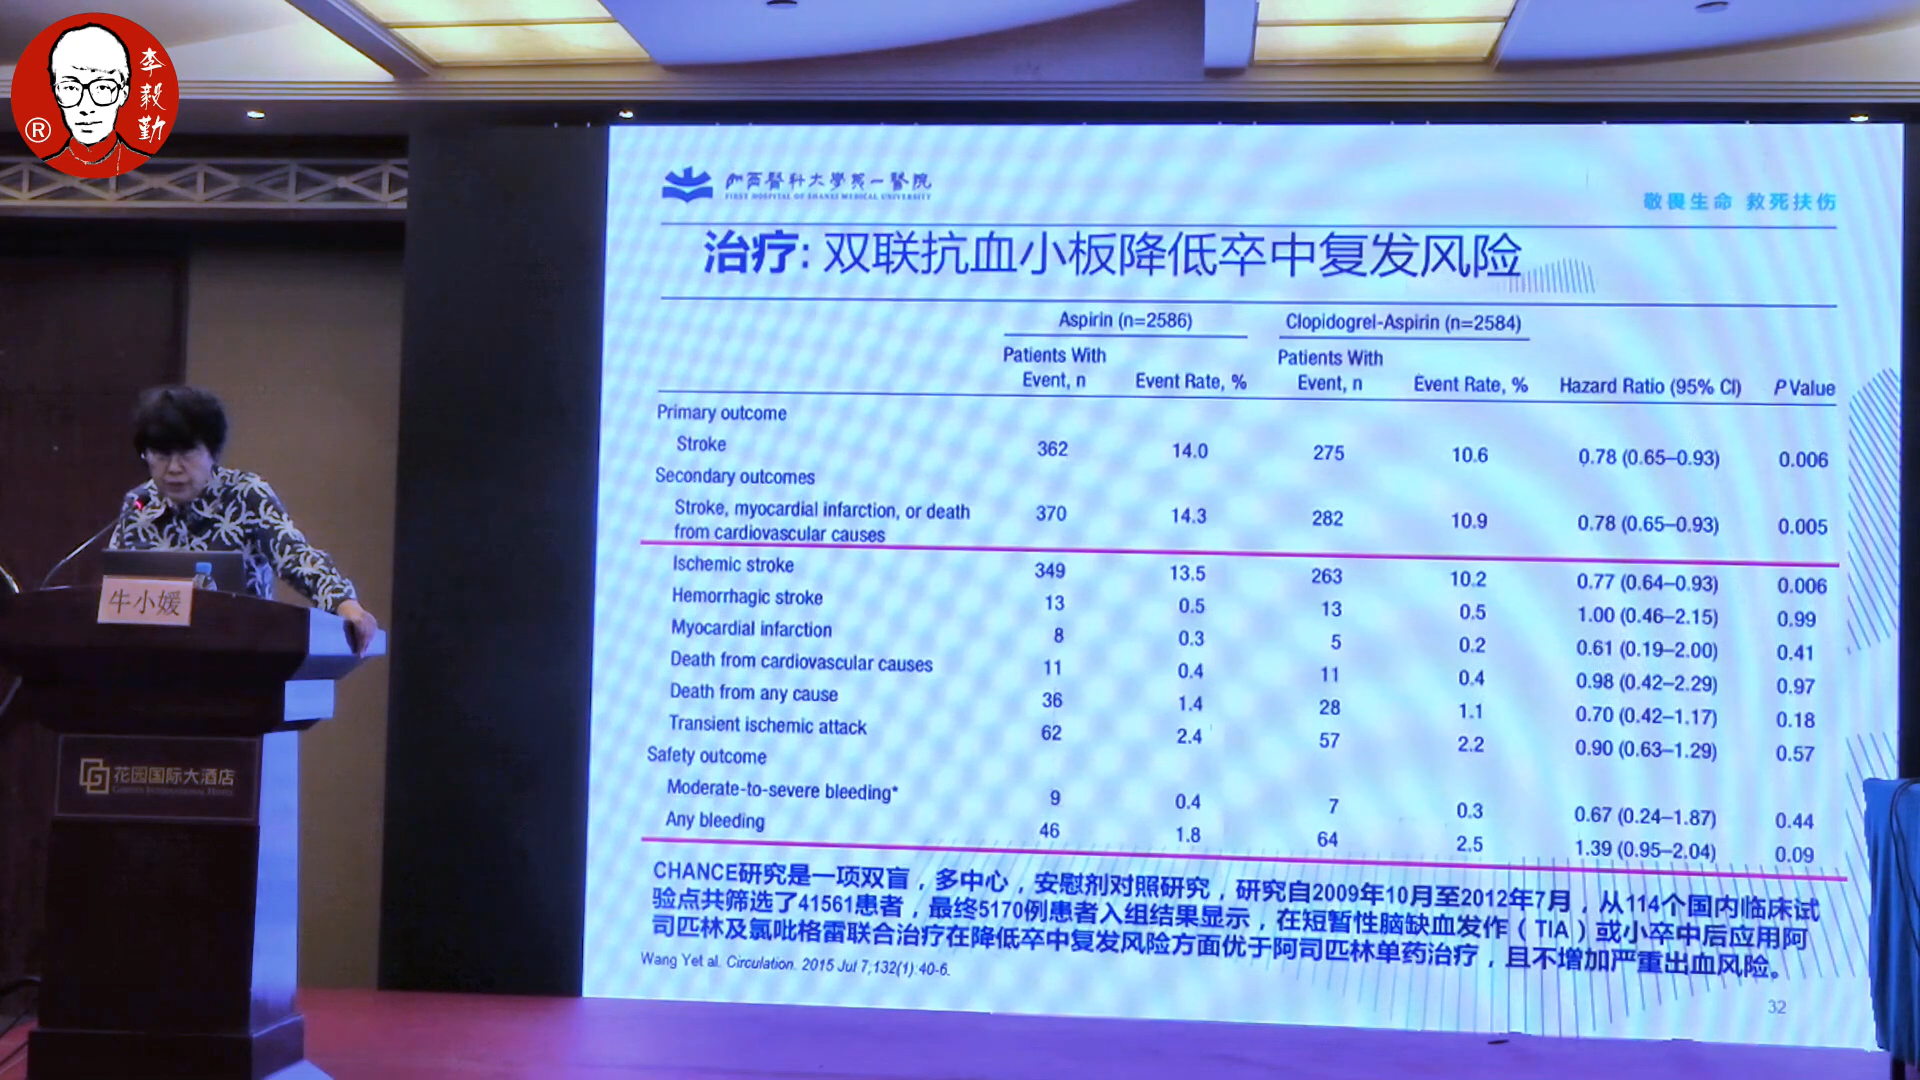 李毅勤
®
山西醫科大學第一醫院
FIRST HOSPITAL OF SHANXI MEDICAL UNIVERSITY
敬畏生命 救死扶伤
治疗: 双联抗血小板降低卒中复发风险
Aspirin (n=2586) Clopidogrel-Aspirin (n=2584)
Patients With Event, n Event Rate, % Patients With Event, n Event Rate, % Hazard Ratio (95% CI) P Value
Primary outcome
Stroke 362 14.0 275 10.6 0.78 (0.65–0.93) 0.006
Secondary outcomes
Stroke, myocardial infarction, or death
from cardiovascular causes 370 14.3 282 10.9 0.78 (0.65–0.93) 0.005
Ischemic stroke 349 13.5 263 10.2 0.77 (0.64–0.93) 0.006
Hemorrhagic stroke 13 0.5 13 0.5 1.00 (0.46–2.15) 0.99
Myocardial infarction 8 0.3 5 0.2 0.61 (0.19–2.00) 0.41
Death from cardiovascular causes 11 0.4 11 0.4 0.98 (0.42–2.29) 0.97
Death from any cause 36 1.4 28 1.1 0.70 (0.42–1.17) 0.18
Transient ischemic attack 62 2.4 57 2.2 0.90 (0.63–1.29) 0.57
Safety outcome
Moderate-to-severe bleeding* 9 0.4 7 0.3 0.67 (0.24–1.87) 0.44
Any bleeding 46 1.8 64 2.5 1.39 (0.95–2.04) 0.09
CHANCE研究是一项双盲，多中心，安慰剂对照研究，研究自2009年10月至2012年7月，从114个国内临床试
验点共筛选了41561患者，最终5170例患者入组结果显示，在短暂性脑缺血发作（TIA）或小卒中后应用阿
司匹林及氯吡格雷联合治疗在降低卒中复发风险方面优于阿司匹林单药治疗，且不增加严重出血风险。
Wang Yet al. Circulation. 2015 Jul 7;132(1):40-6.
32
牛小媛
花园国际大酒店
GARDEN INTERNATIONAL HOTEL